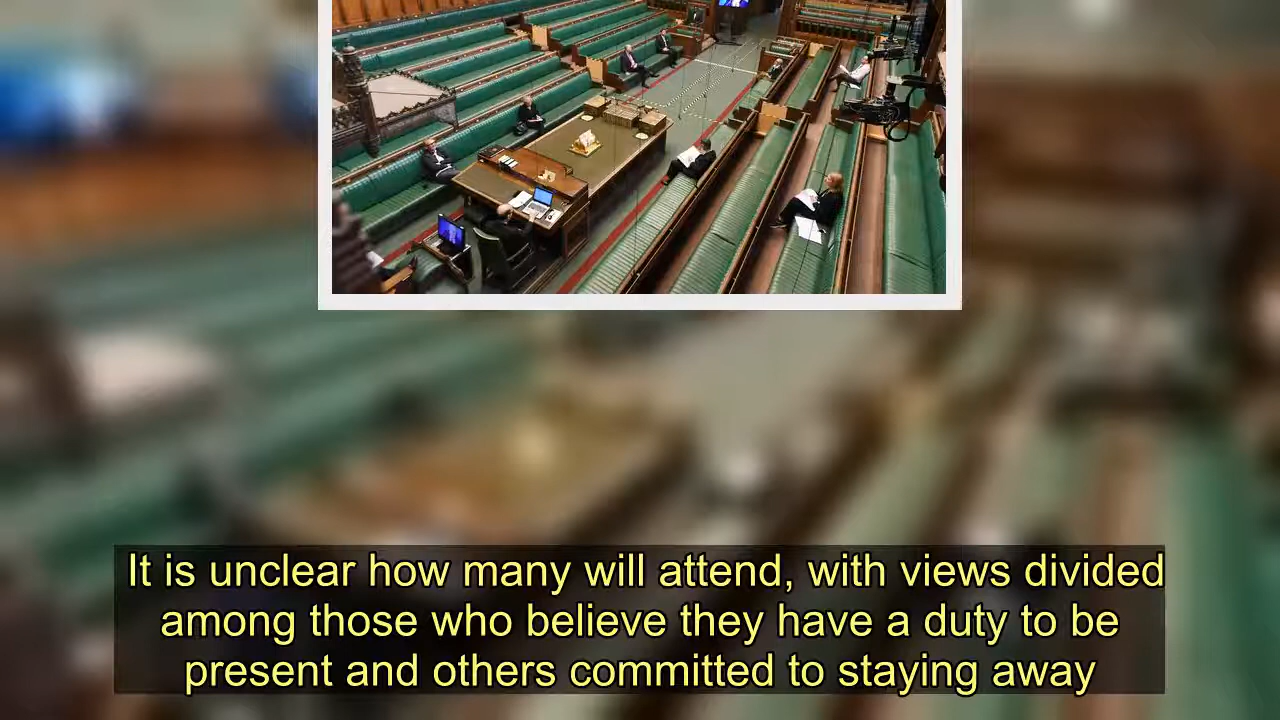 It is unclear how many will attend, with views divided
among those who believe they have a duty to be
present and others committed to staying away